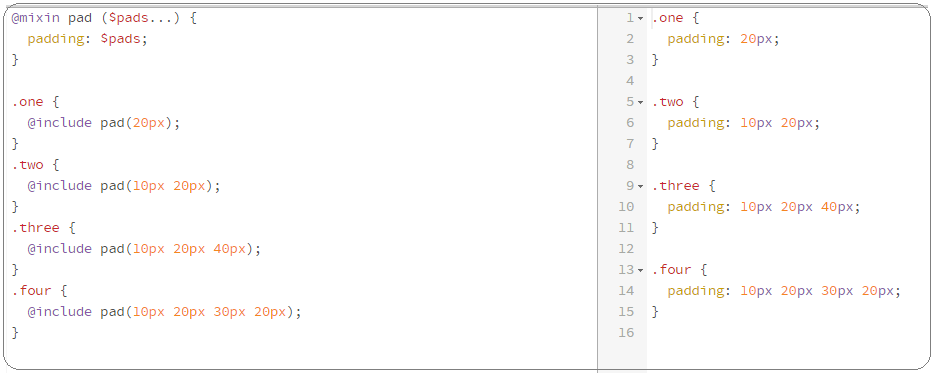 @mixin pad ($pads...) {
  padding: $pads;
}

.one {
  @include pad(20px);
}
.two {
  @include pad(10px 20px);
}
.three {
  @include pad(10px 20px 40px);
}
.four {
  @include pad(10px 20px 30px 20px);
}
1 .one {
2   padding: 20px;
3 }
4
5 .two {
6   padding: 10px 20px;
7 }
8
9 .three {
10   padding: 10px 20px 40px;
11 }
12
13 .four {
14   padding: 10px 20px 30px 20px;
15 }
16